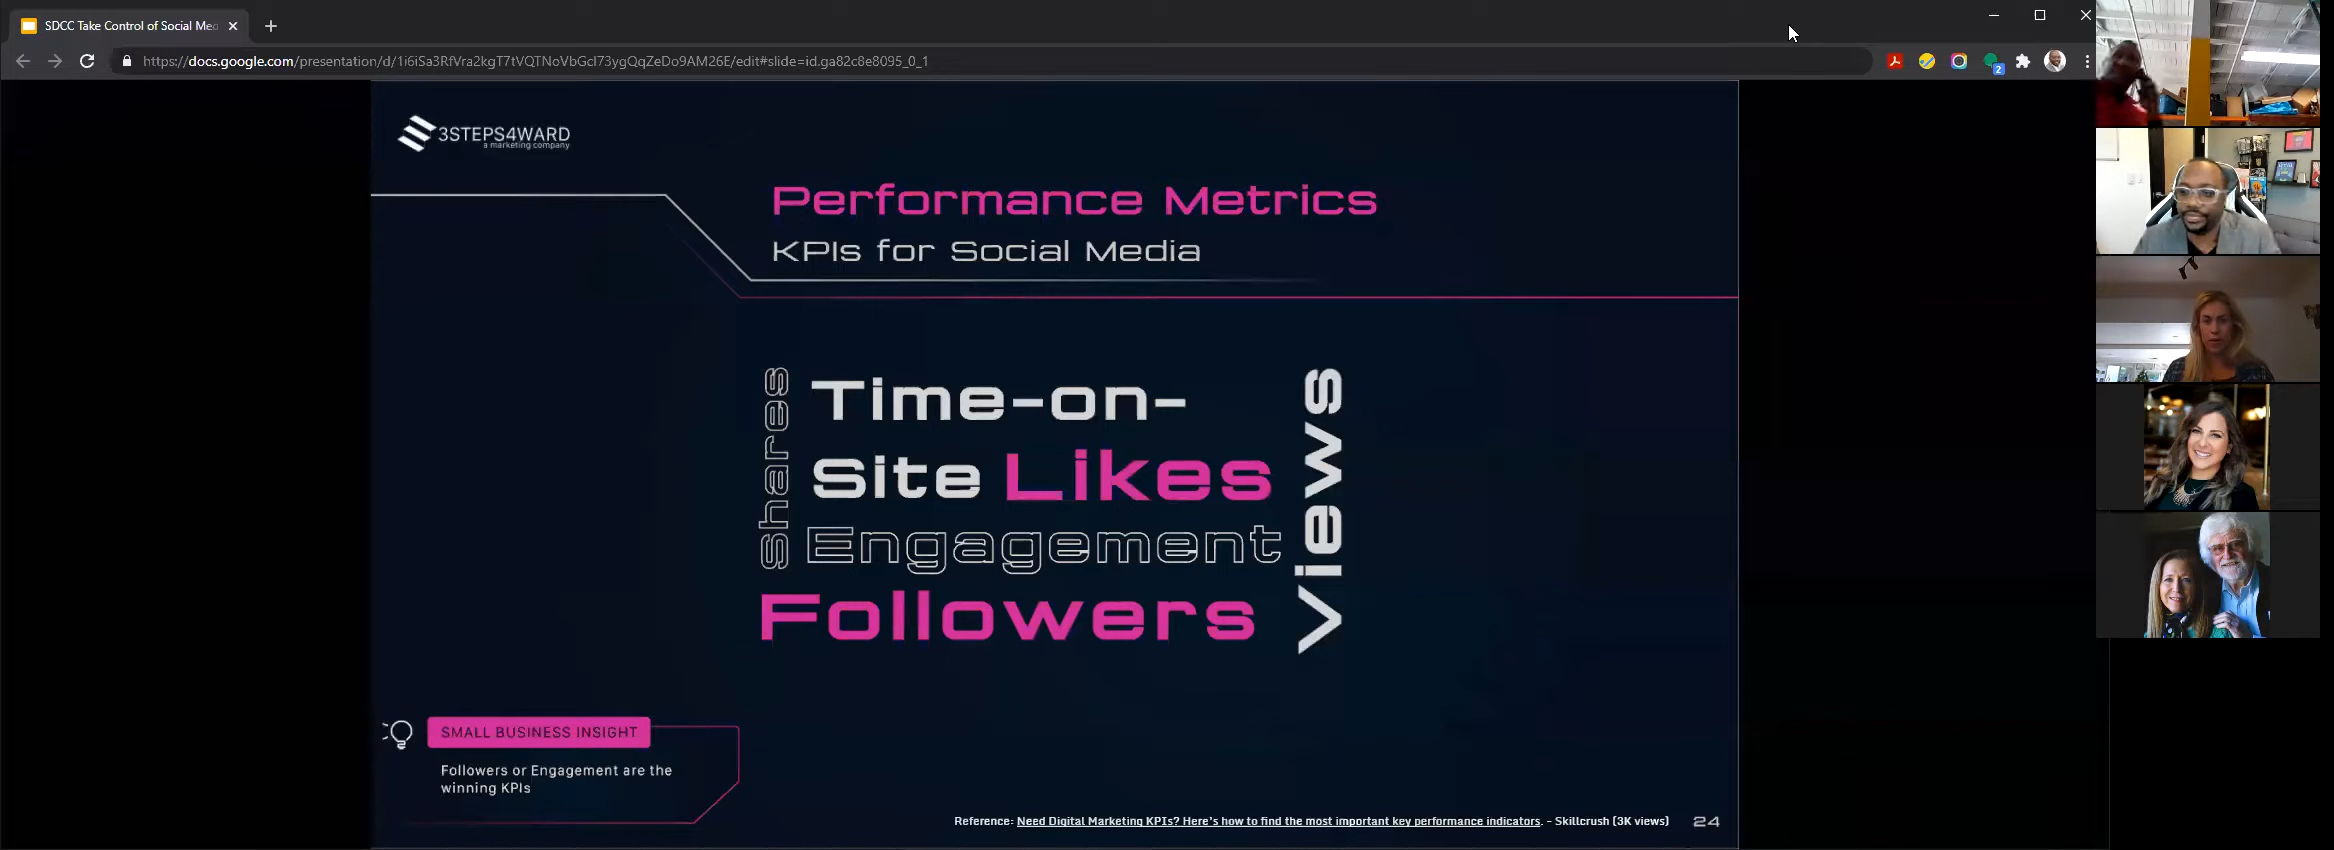 SDCC Take Control of Social Med
https://docs.google.com/presentation/d/1i6iSa3RfVra2kgT7tVQTNoVbGcI73ygQqZeDo9AM26E/edit#slide=id.ga82c8e8095_0_1
2
3STEPS4WARD
a marketing company
Performance Metrics
KPIs for Social Media
Shares
Time-on-
Site Likes
Engagement
Followers
Views
SMALL BUSINESS INSIGHT
Followers or Engagement are the
winning KPIs
Reference: Need Digital Marketing KPIs? Here's how to find the most important key performance indicators. - Skillcrush (3K views)
24